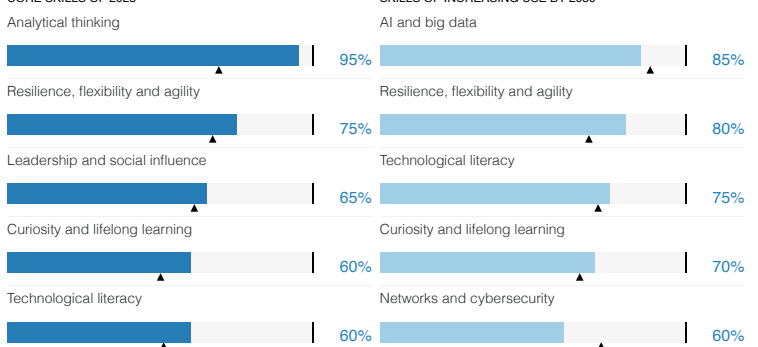 Analytical thinking
95%
Resilience, flexibility and agility
75%
Leadership and social influence
65%
Curiosity and lifelong learning
60%
Technological literacy
60%
AI and big data
85%
Resilience, flexibility and agility
80%
Technological literacy
75%
Curiosity and lifelong learning
70%
Networks and cybersecurity
60%